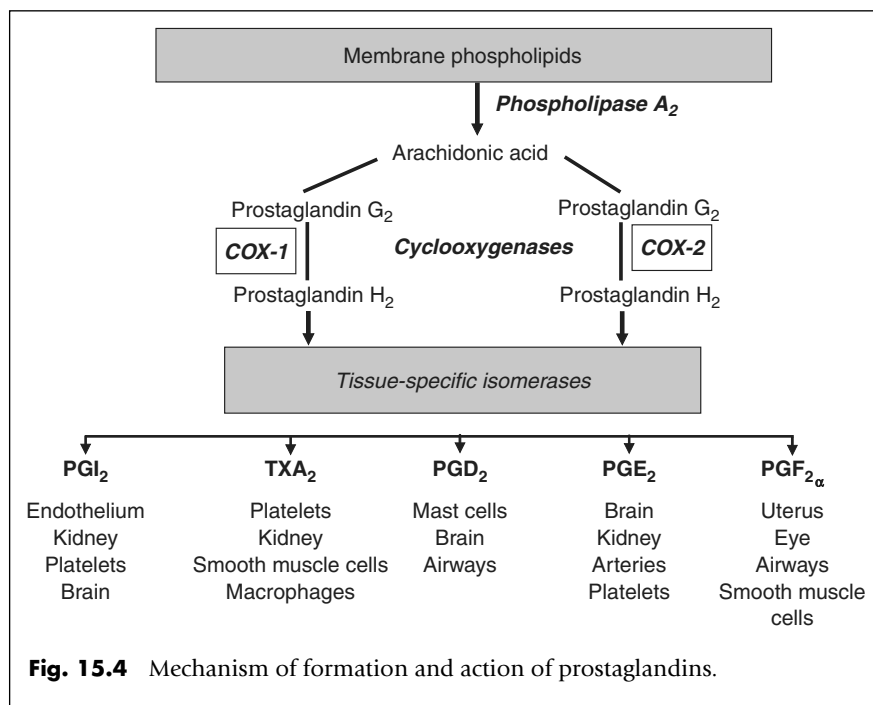 Membrane phospholipids
Phospholipase A₂
Arachidonic acid
Prostaglandin G₂ Prostaglandin G₂
COX-1 Cyclooxygenases COX-2
Prostaglandin H₂ Prostaglandin H₂
Tissue-specific isomerases
PGI₂ TXA₂ PGD₂ PGE₂ PGF₂α
Endothelium Platelets Mast cells Brain Uterus
Kidney Kidney Brain Kidney Eye
Platelets Smooth muscle cells Airways Arteries Airways
Brain Macrophages Platelets Smooth muscle
cells
Fig. 15.4 Mechanism of formation and action of prostaglandins.